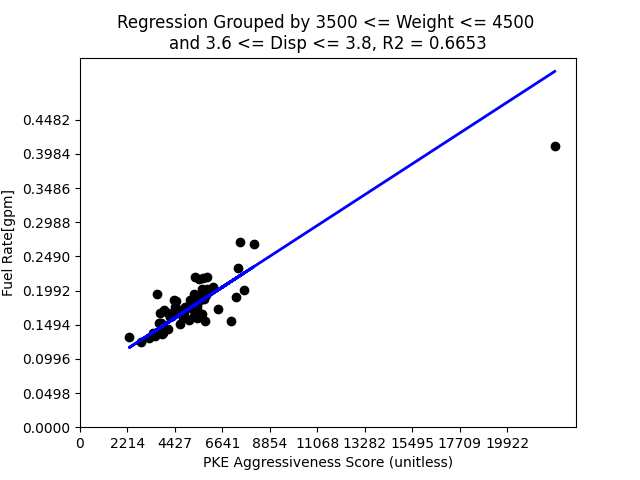 Regression Grouped by 3500 <= Weight <= 4500
and 3.6 <= Disp <= 3.8, R2 = 0.6653
Fuel Rate[gpm]
0.4482
0.3984
0.3486
0.2988
0.2490
0.1992
0.1494
0.0996
0.0498
0.0000
0 2214 4427 6641 8854 11068 13282 15495 17709 19922
PKE Aggressiveness Score (unitless)